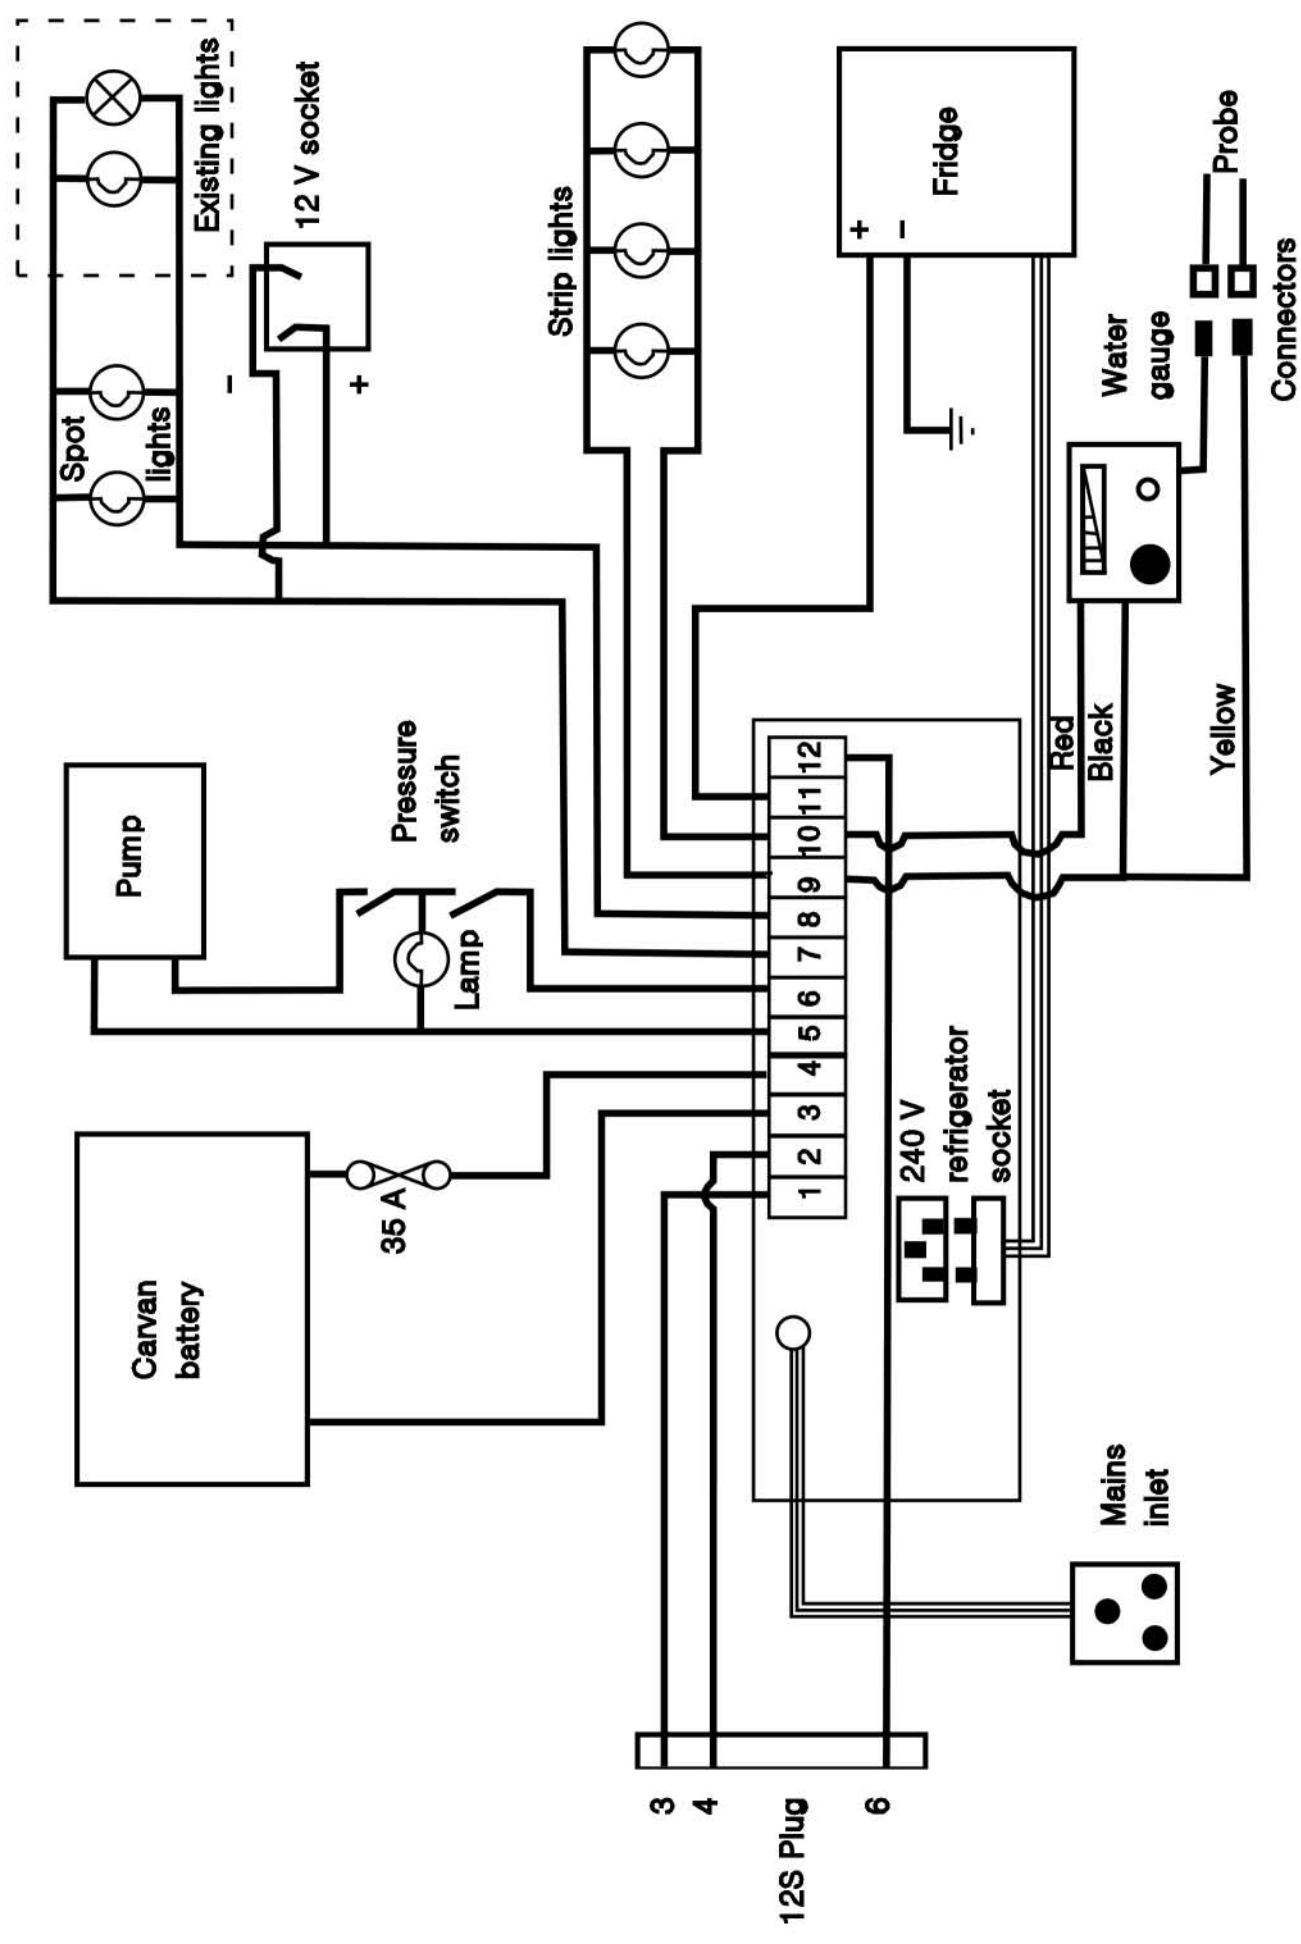 Existing lights
12 V socket
Spot
lights
–
+
Strip lights
Fridge
+
–
Probe
Connectors
Water
gauge
Pump
Pressure
switch
Lamp
Red
Black
Yellow
12
11
10
9
8
7
6
5
4
3
2
1
Carvan
battery
35 A
240 V
refrigerator
socket
Mains
inlet
3
4
12S Plug
6